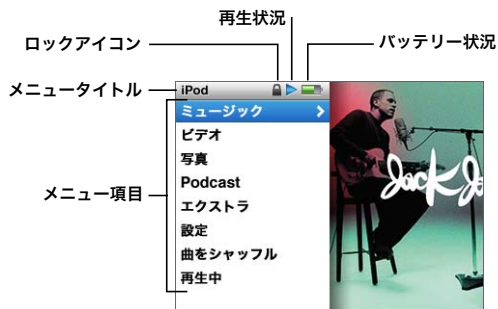 再生状況
ロックアイコン
バッテリー状況
メニュータイトル
iPod
ミュージック
ビデオ
写真
Podcast
メニュー項目
エクストラ
設定
曲をシャッフル
再生中
Jack Jo